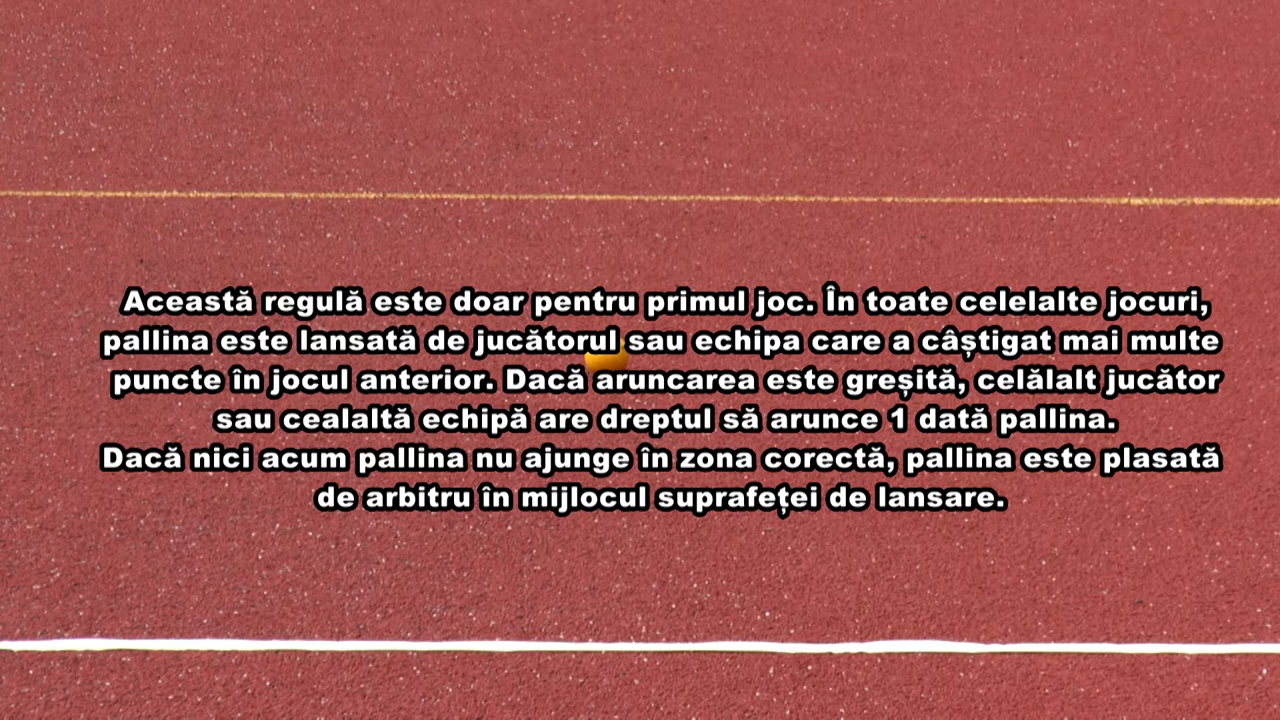 Această regulă este doar pentru primul joc. În toate celelalte jocuri,
pallina este lansată de jucătorul sau echipa care a câștigat mai multe
puncte în jocul anterior. Dacă aruncarea este greșită, celălalt jucător
sau cealaltă echipă are dreptul să arunce 1 dată pallina.
Dacă nici acum pallina nu ajunge în zona corectă, pallina este plasată
de arbitru în mijlocul suprafeței de lansare.